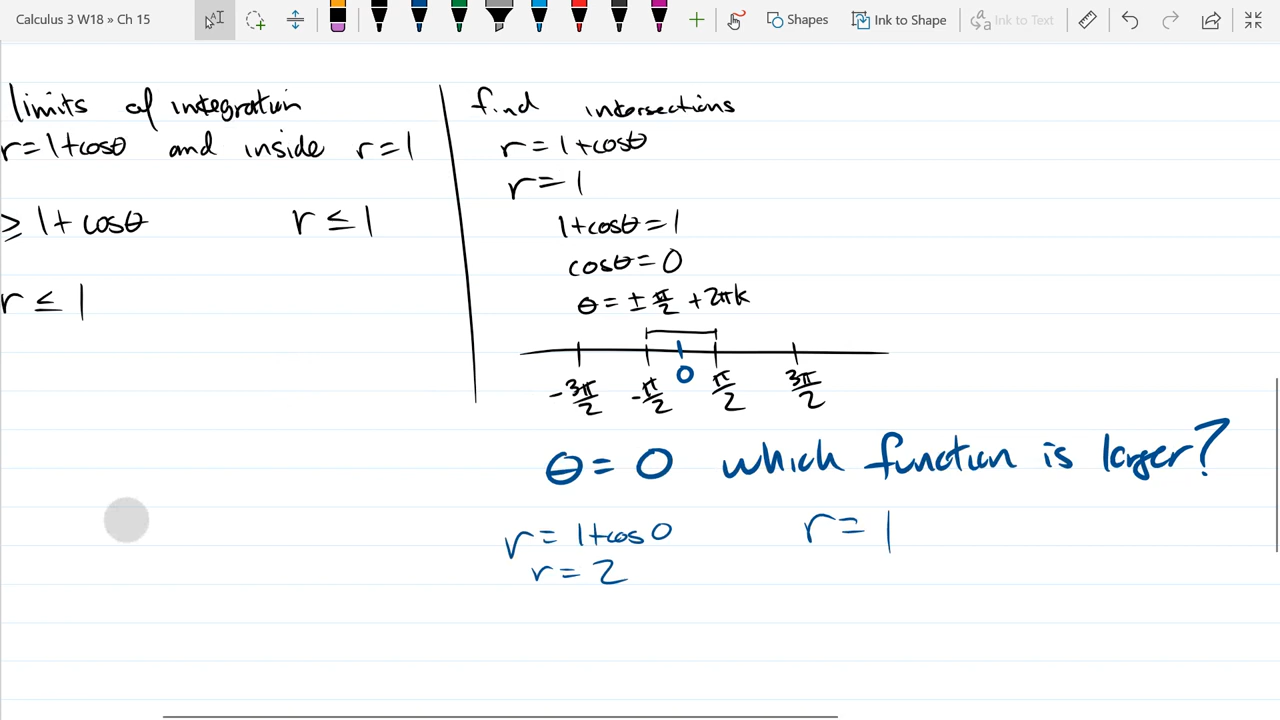 Calculus 3 W18 » Ch 15
Shapes
Ink to Shape
Ink to Text
limits of integration
r=1+cosθ and inside r=1
≥ 1+cosθ r ≤ 1
r ≤ 1
find intersections
r=1+cosθ
r=1
1+cosθ=1
cosθ=0
θ=±π/2+2πk
0
-3π/2 -π/2 π/2 3π/2
θ=0 which function is larger?
r=1+cos0 r=1
r=2